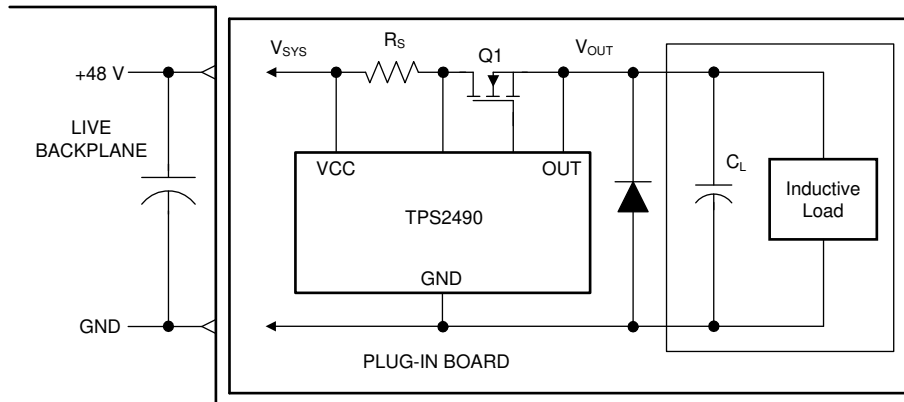 V_SYS
R_S
Q1
V_OUT
+48 V
LIVE
BACKPLANE
VCC
OUT
C_L
Inductive
Load
TPS2490
GND
GND
PLUG-IN BOARD